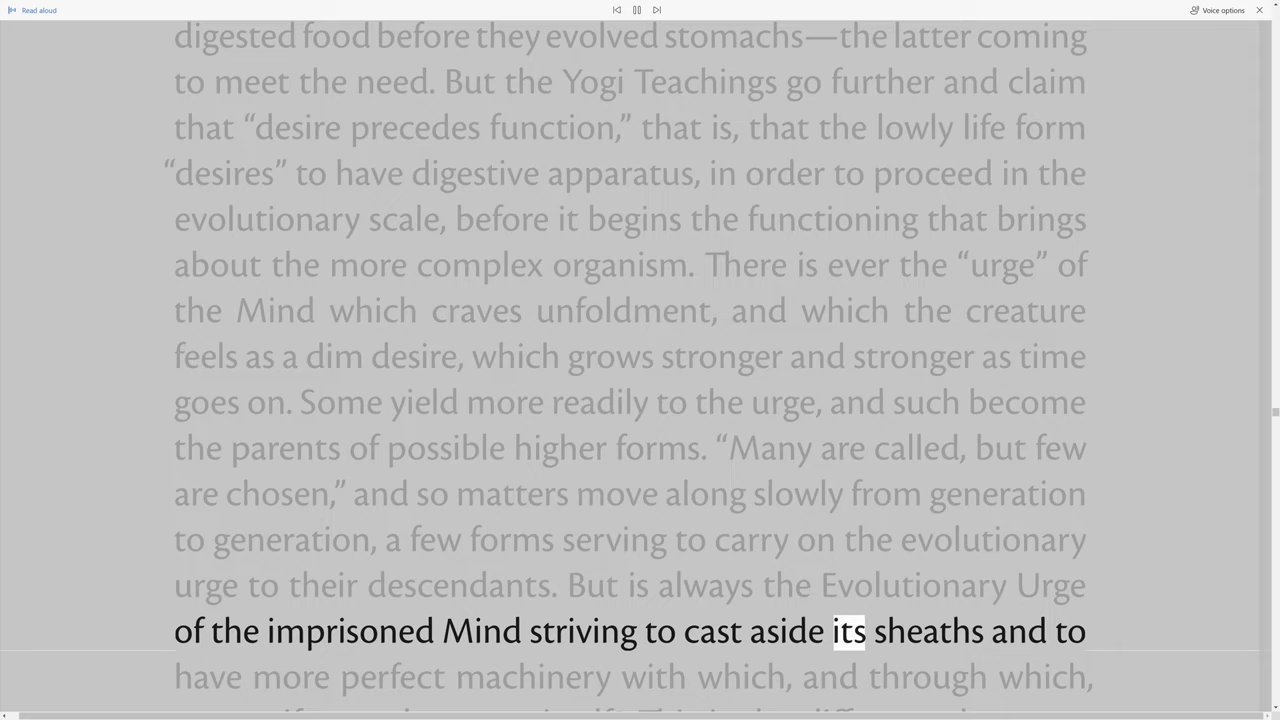 Read aloud
Voice options
digested food before they evolved stomachs—the latter coming
to meet the need. But the Yogi Teachings go further and claim
that “desire precedes function,” that is, that the lowly life form
“desires” to have digestive apparatus, in order to proceed in the
evolutionary scale, before it begins the functioning that brings
about the more complex organism. There is ever the “urge” of
the Mind which craves unfoldment, and which the creature
feels as a dim desire, which grows stronger and stronger as time
goes on. Some yield more readily to the urge, and such become
the parents of possible higher forms. “Many are called, but few
are chosen,” and so matters move along slowly from generation
to generation, a few forms serving to carry on the evolutionary
urge to their descendants. But is always the Evolutionary Urge
of the imprisoned Mind striving to cast aside its sheaths and to
have more perfect machinery with which, and through which,